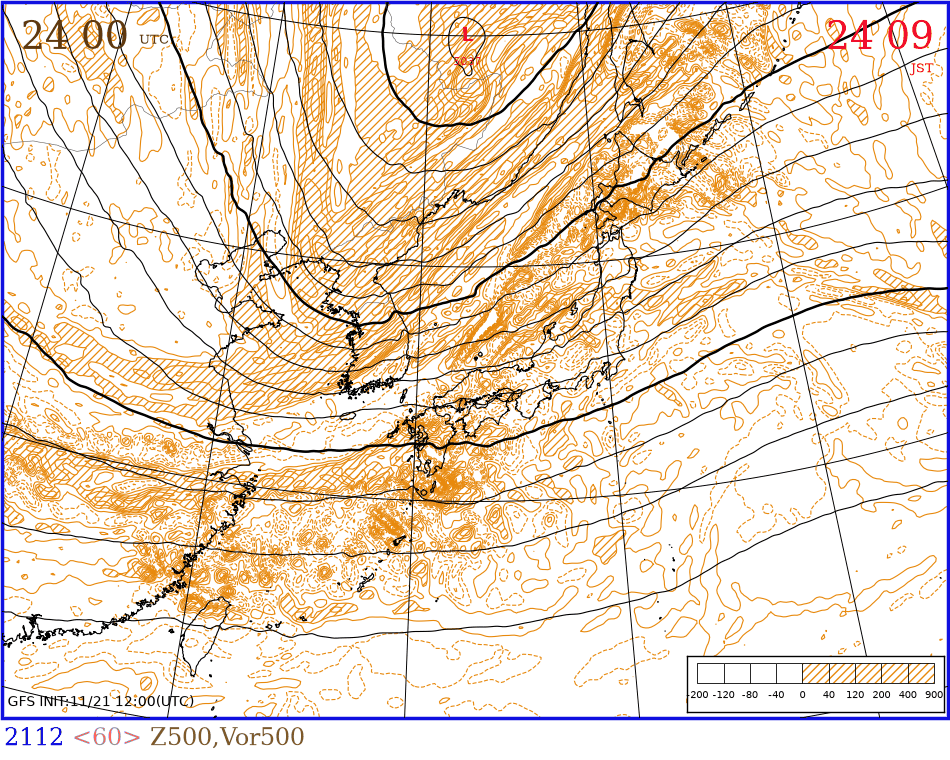 24 00 UTC
24 09
JST
L
5037
-200 -120 -80 -40 0 40 120 200 400 900
GFS INIT:11/21 12:00(UTC)
2112 <60> Z500,Vor500